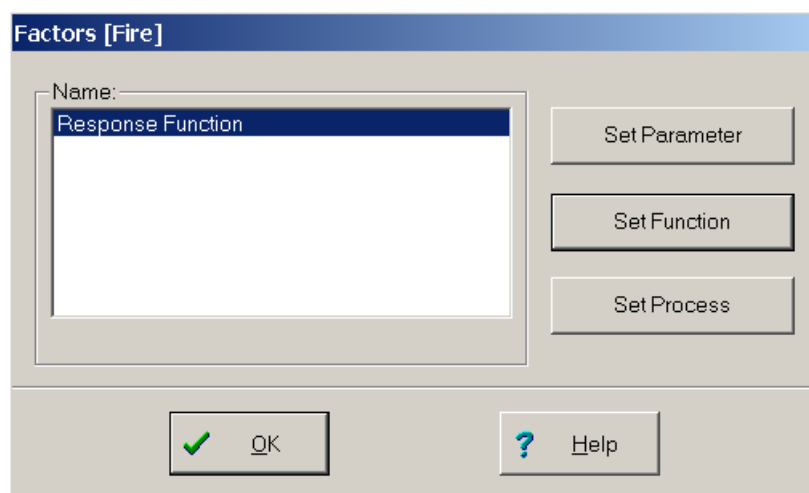 Factors [Fire]
Name:
Response Function
Set Parameter
Set Function
Set Process
OK
Help